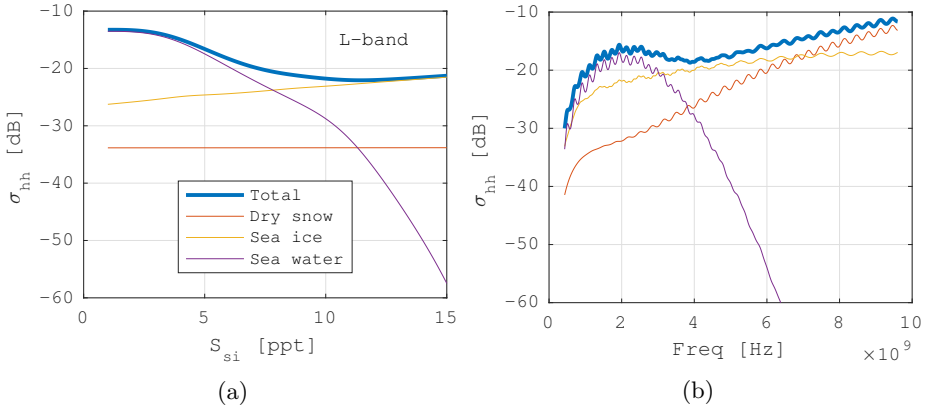 −10
−20
−30
−40
−50
−60
σhh [dB]
L−band
Total
Dry snow
Sea ice
Sea water
0
5
10
15
Ssi [ppt]
(a)
−10
−20
−30
−40
−50
−60
σhh [dB]
0
2
4
6
8
10
Freq [Hz]
×10^9
(b)